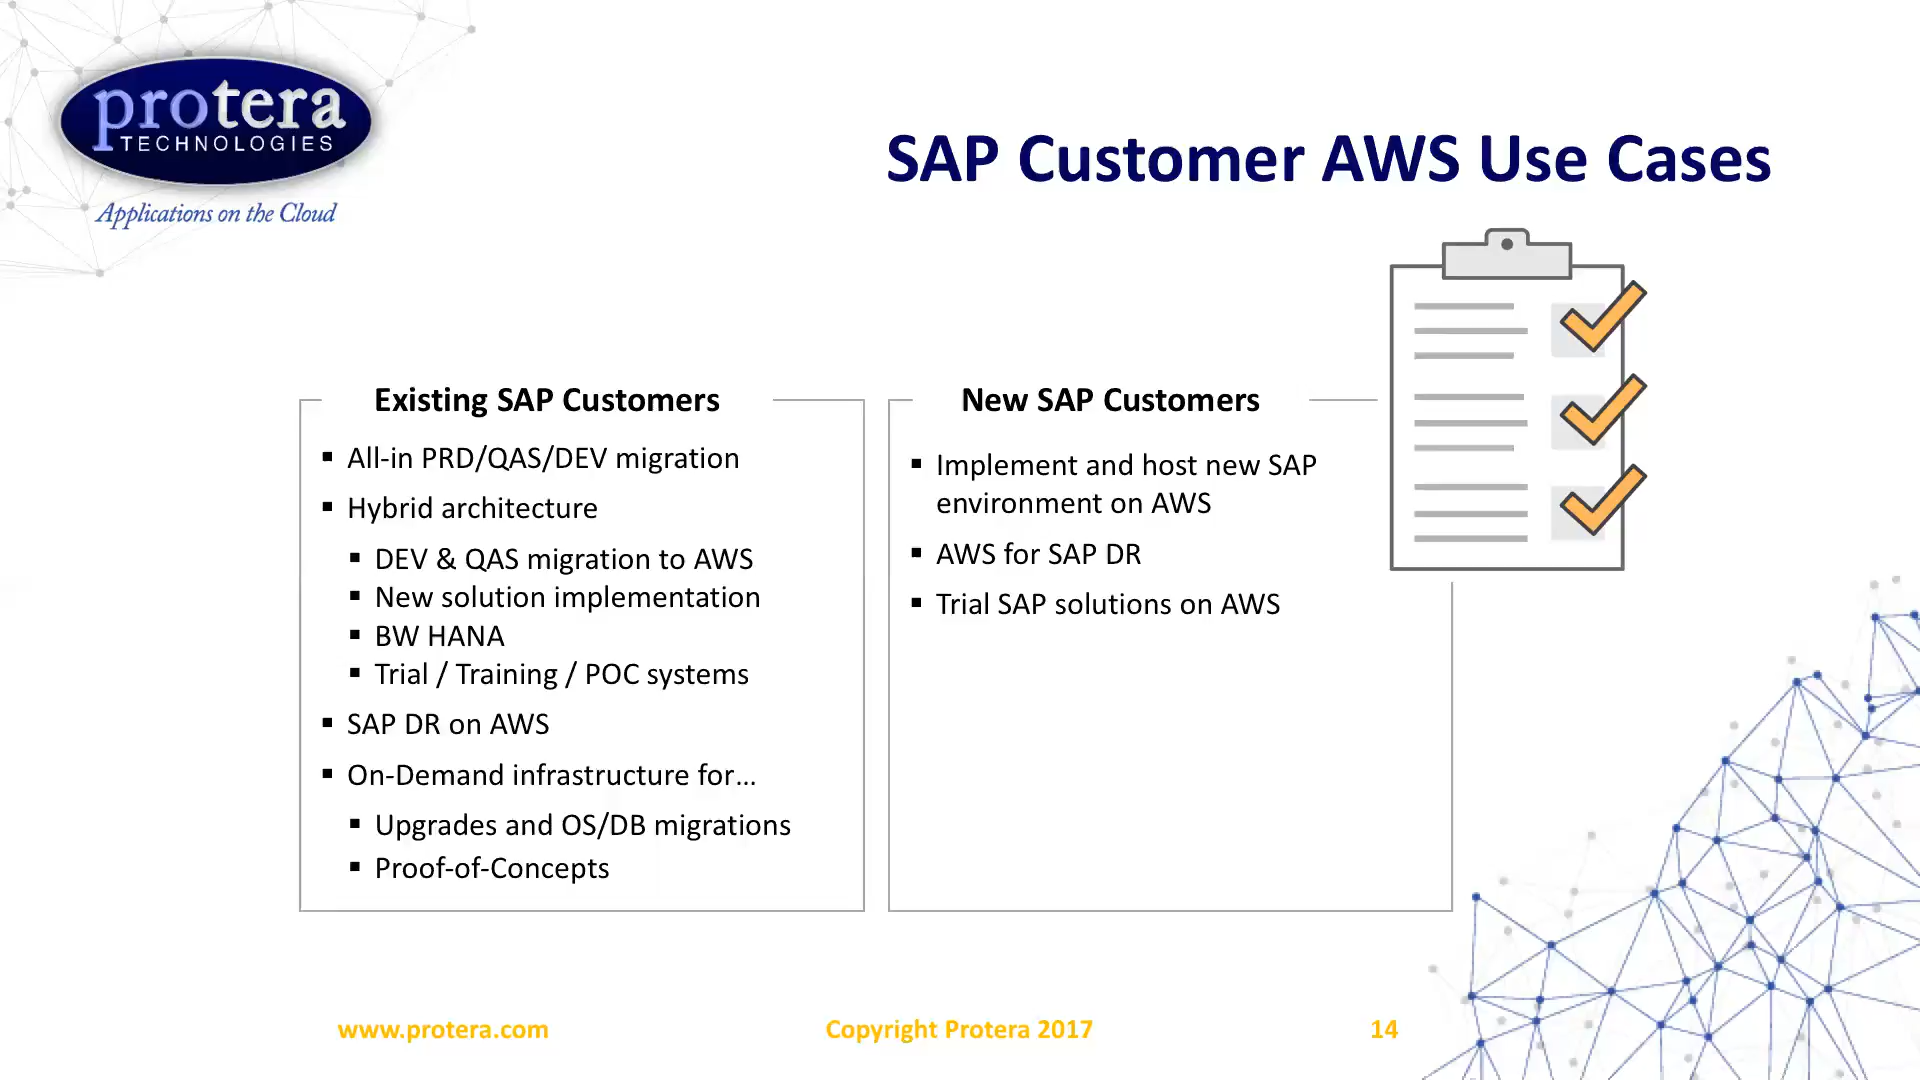 protera
TECHNOLOGIES
Applications on the Cloud
SAP Customer AWS Use Cases
Existing SAP Customers
▪ All-in PRD/QAS/DEV migration
▪ Hybrid architecture
▪ DEV & QAS migration to AWS
▪ New solution implementation
▪ BW HANA
▪ Trial / Training / POC systems
▪ SAP DR on AWS
▪ On-Demand infrastructure for...
▪ Upgrades and OS/DB migrations
▪ Proof-of-Concepts
New SAP Customers
▪ Implement and host new SAP
environment on AWS
▪ AWS for SAP DR
▪ Trial SAP solutions on AWS
www.protera.com
Copyright Protera 2017
14